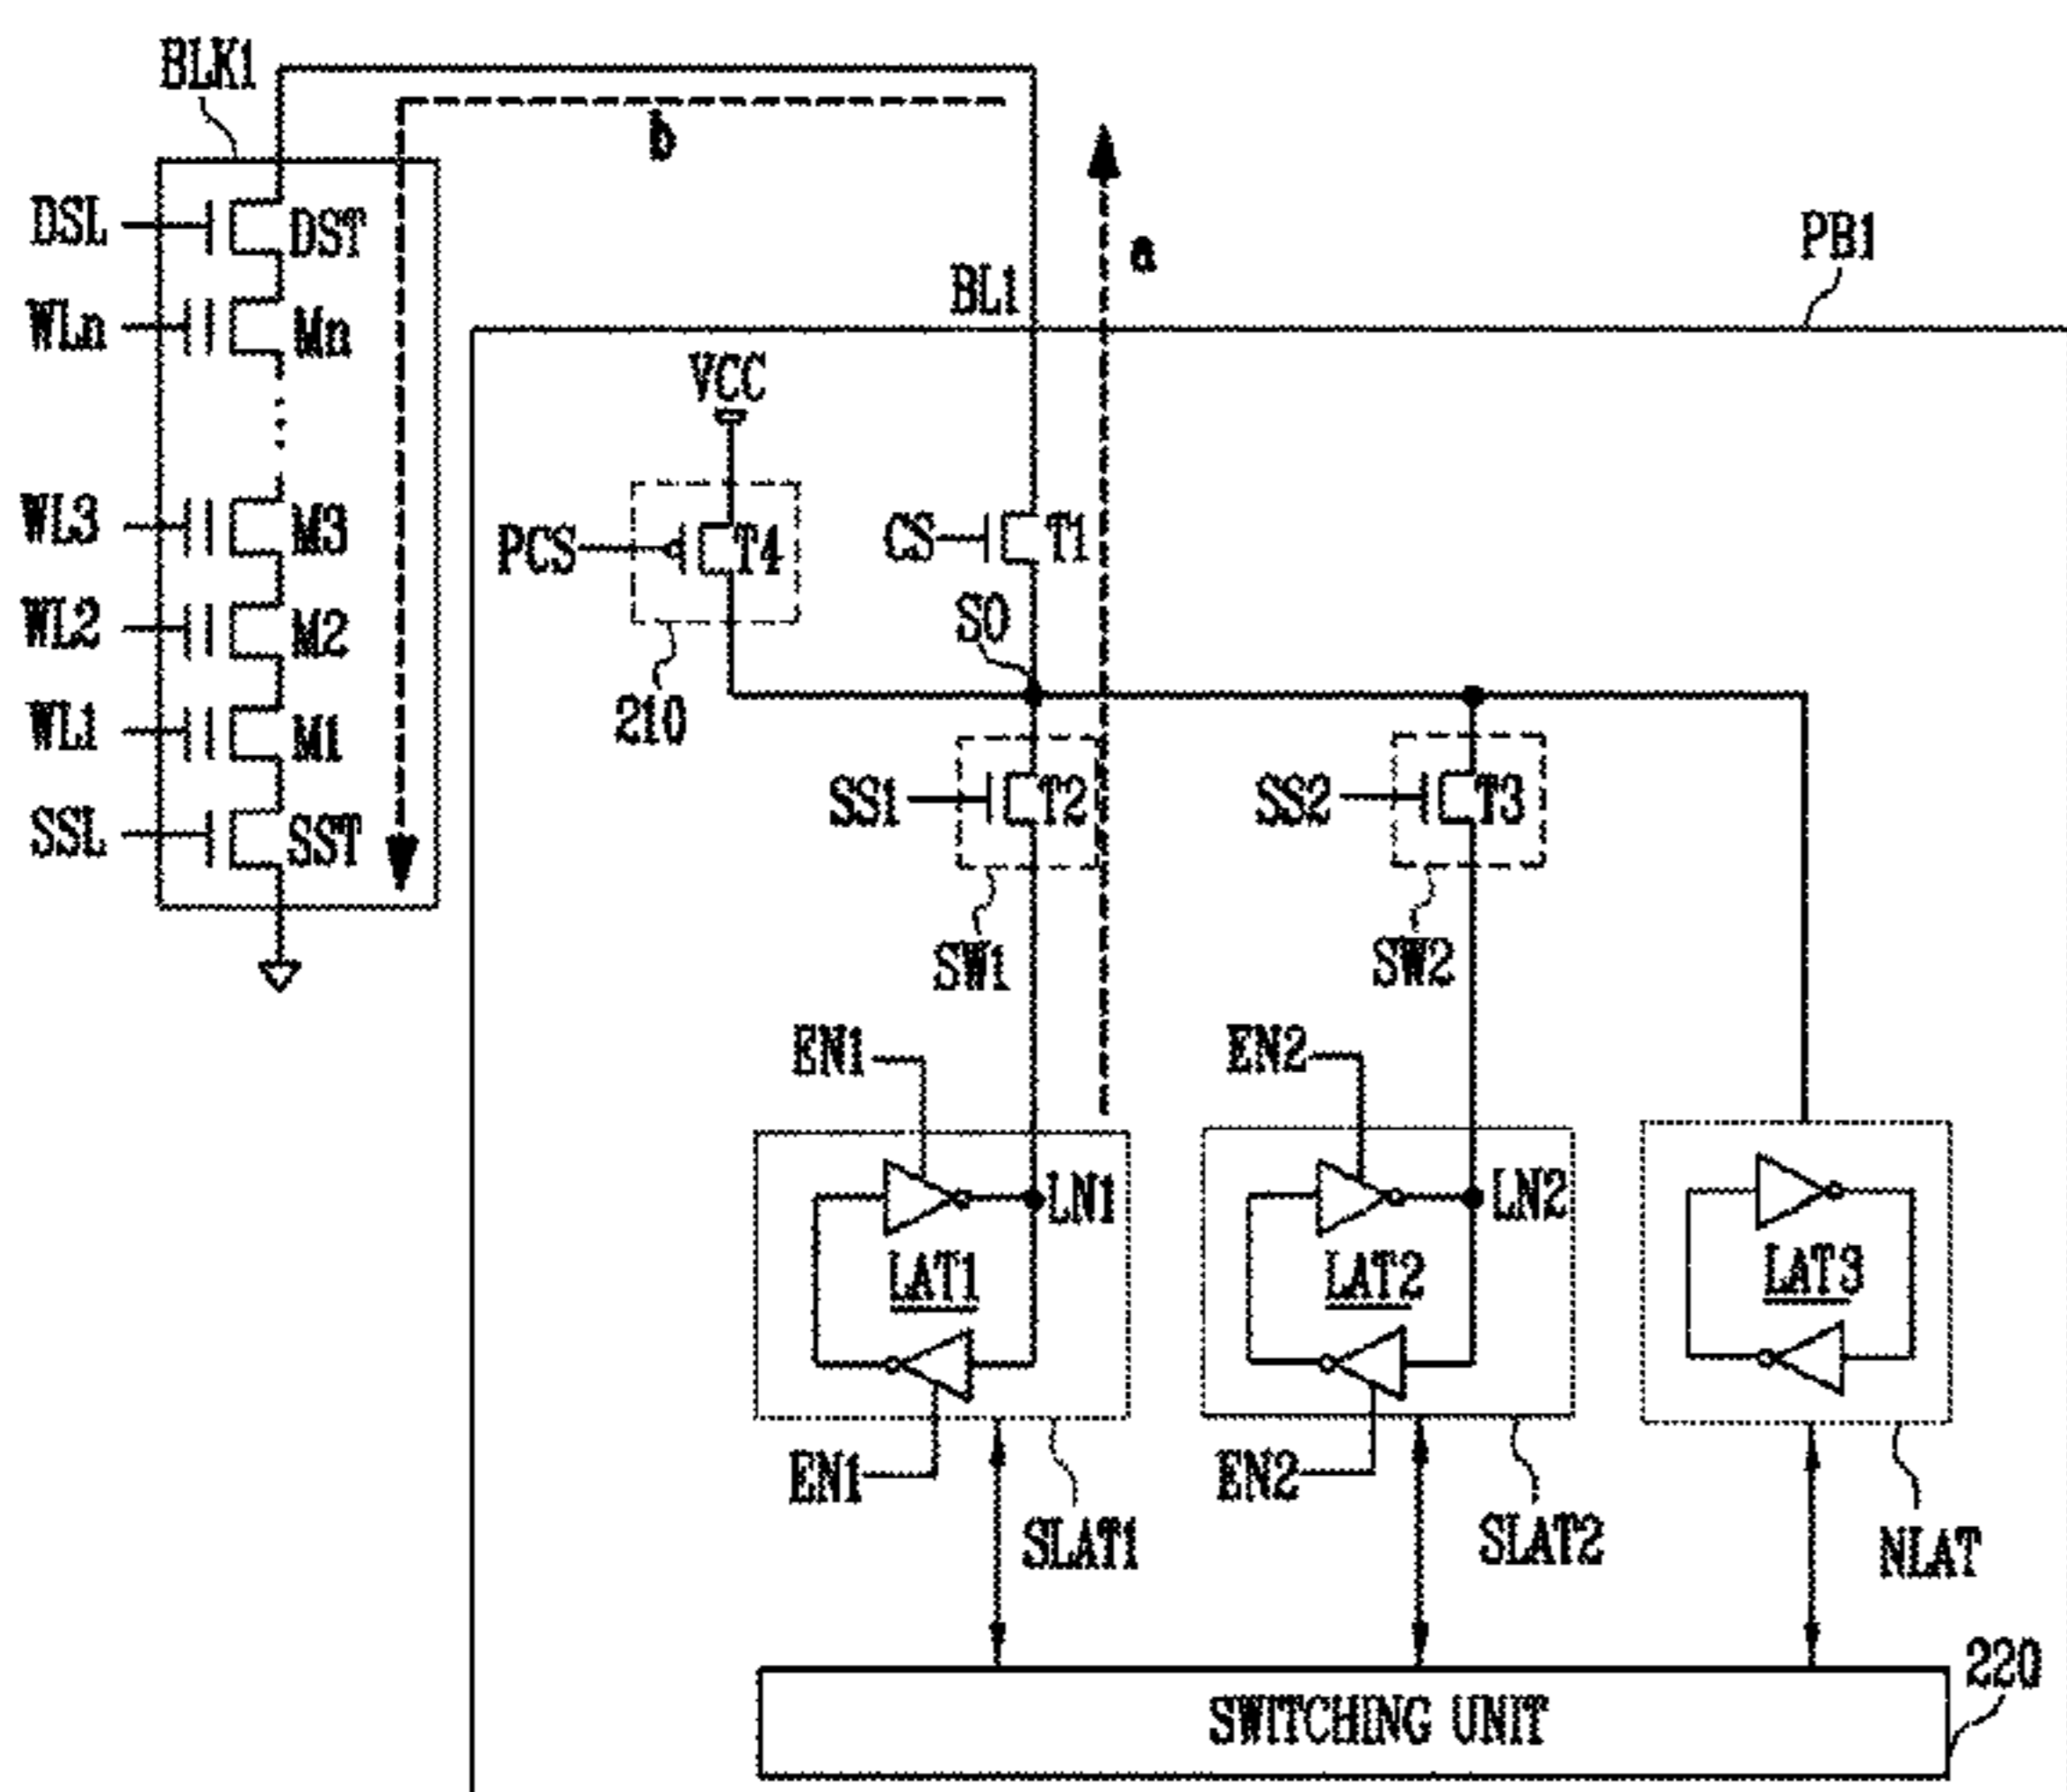 BLK1
b
DSL
DST
a
PB1
BL1
WLn
Mn
VCC
WL3
M3
PCS
T4
CS
T1
SO
WL2
M2
210
WL1
M1
SS1
T2
SS2
T3
SSL
SST
SW1
SW2
EN1
EN2
LN1
LN2
LAT1
LAT2
LAT3
EN1
EN2
SLAT1
SLAT2
NLAT
220
SWITCHING UNIT